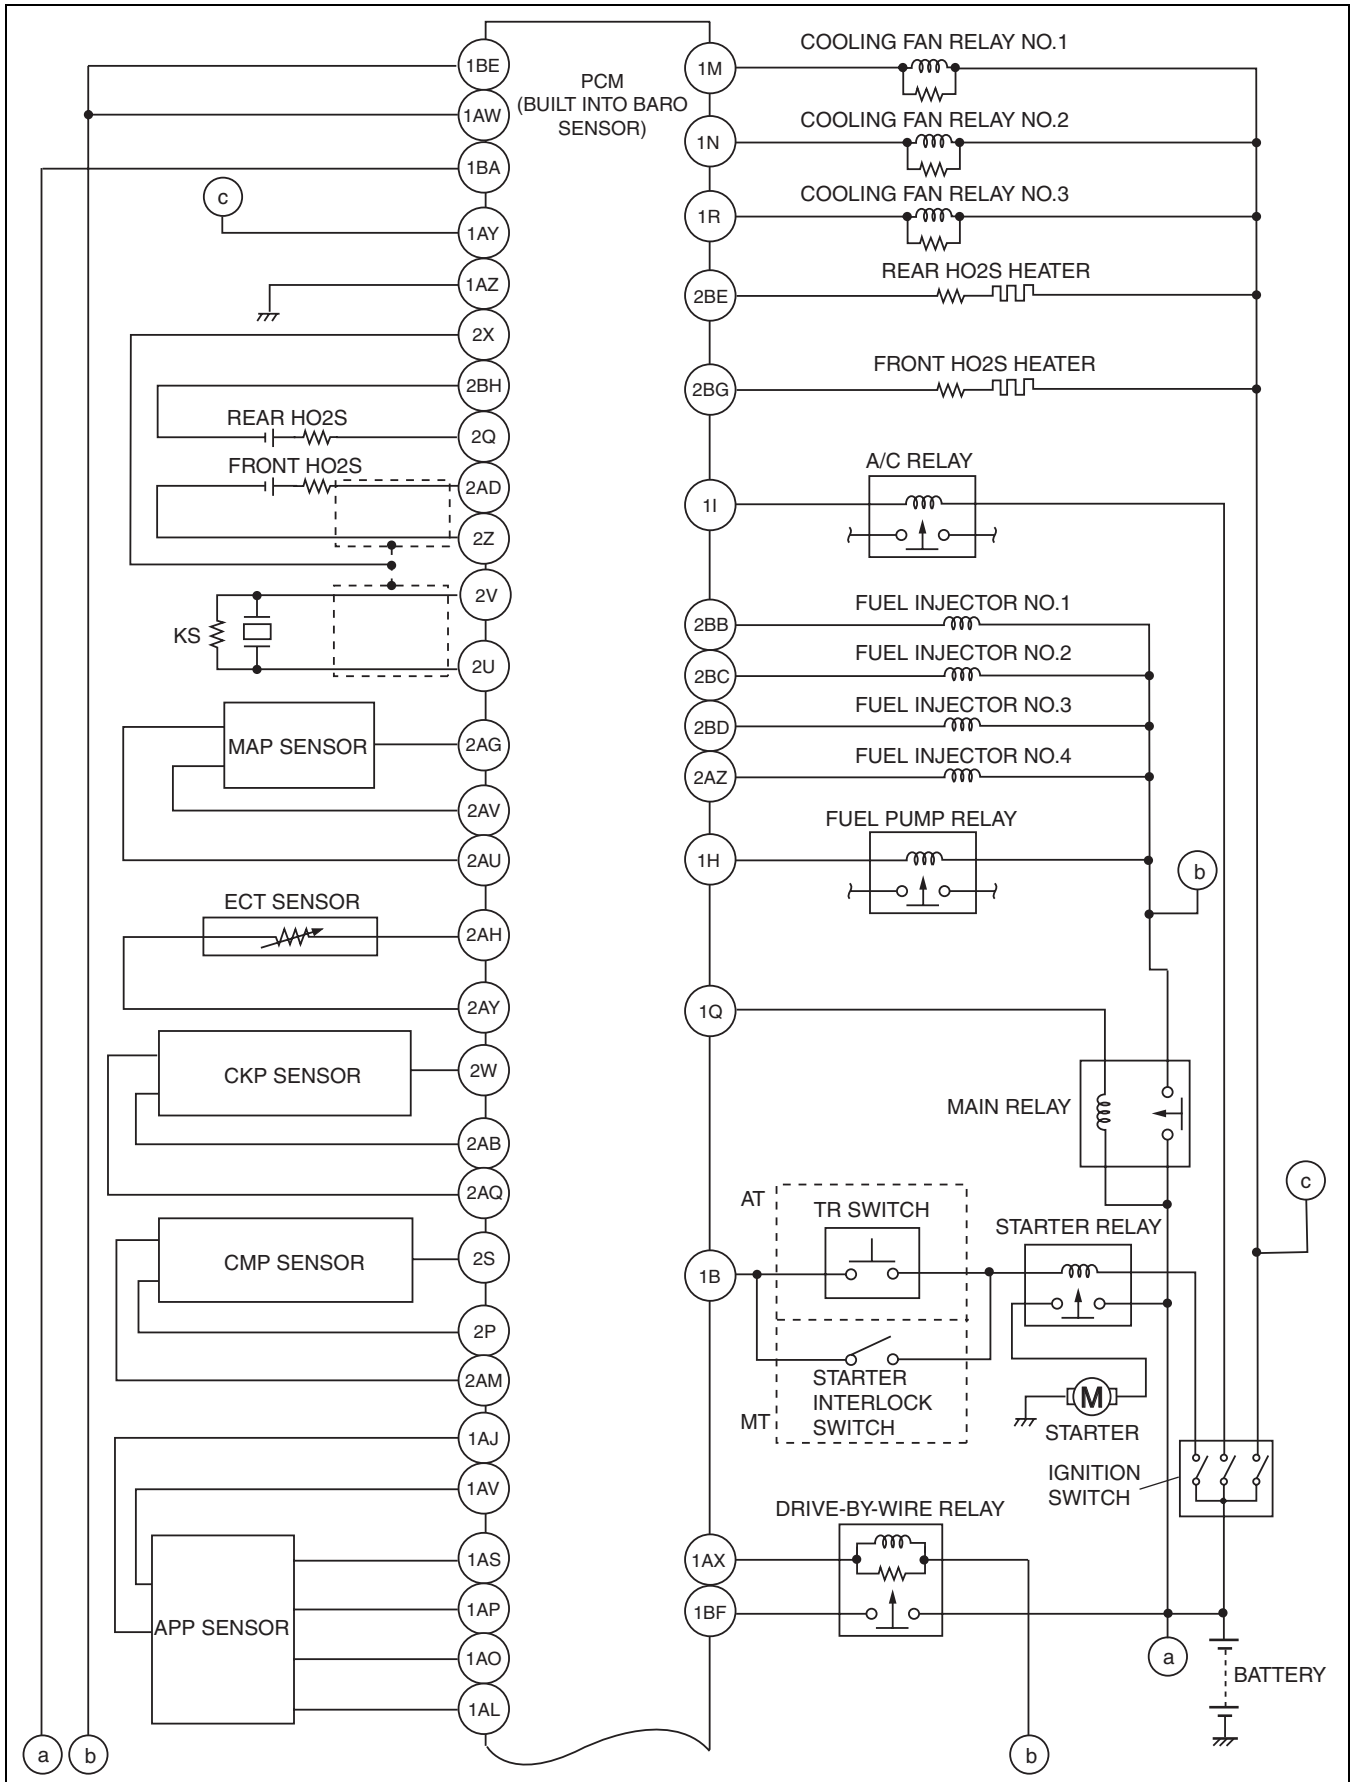 1BE
1AW
1BA
c
1AY
1AZ
2X
2BH
REAR HO2S
2Q
FRONT HO2S
2AD
2Z
2V
KS
2U
MAP SENSOR
2AG
2AV
2AU
ECT SENSOR
2AH
2AY
CKP SENSOR
2W
2AB
2AQ
CMP SENSOR
2S
2P
2AM
1AJ
1AV
1AS
1AP
APP SENSOR
1AO
1AL
a
b
PCM
(BUILT INTO BARO
SENSOR)
COOLING FAN RELAY NO.1
1M
COOLING FAN RELAY NO.2
1N
COOLING FAN RELAY NO.3
1R
REAR HO2S HEATER
2BE
FRONT HO2S HEATER
2BG
A/C RELAY
1I
FUEL INJECTOR NO.1
2BB
FUEL INJECTOR NO.2
2BC
FUEL INJECTOR NO.3
2BD
FUEL INJECTOR NO.4
2AZ
FUEL PUMP RELAY
1H
b
1Q
MAIN RELAY
c
AT
TR SWITCH
STARTER RELAY
1B
STARTER
INTERLOCK
SWITCH
MT
M
STARTER
IGNITION
SWITCH
DRIVE-BY-WIRE RELAY
1AX
1BF
a
BATTERY
b